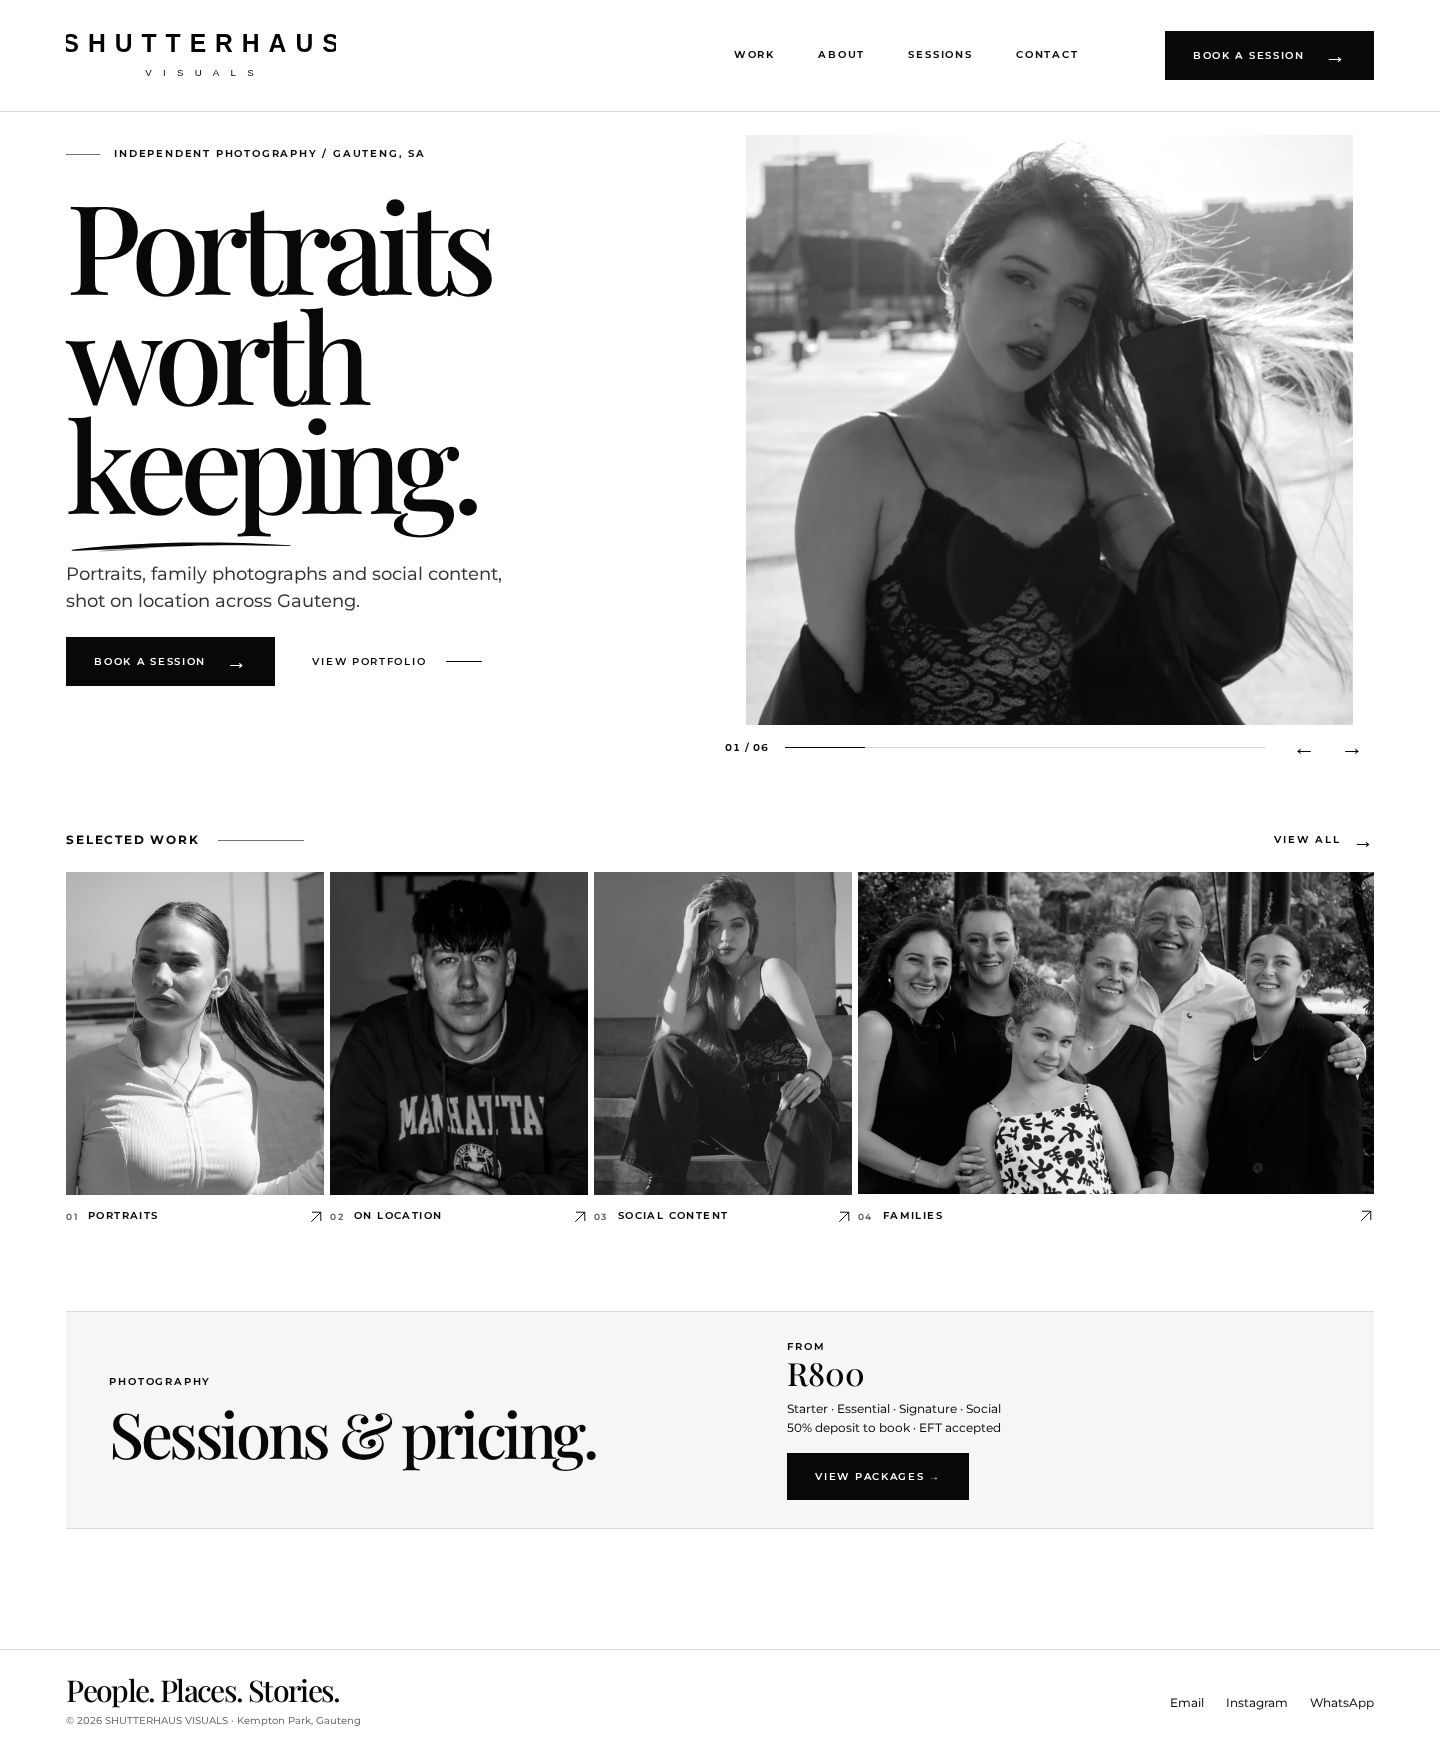 SHUTTERHAUS
VISUALS
WORK ABOUT SESSIONS CONTACT BOOK A SESSION →
INDEPENDENT PHOTOGRAPHY / GAUTENG, SA
Portraits
worth
keeping.
Portraits, family photographs and social content,
shot on location across Gauteng.
BOOK A SESSION → VIEW PORTFOLIO
01 / 06 ← →
SELECTED WORK VIEW ALL →
MANHATTA
01 PORTRAITS 02 ON LOCATION 03 SOCIAL CONTENT 04 FAMILIES
PHOTOGRAPHY
Sessions & pricing.
FROM
R800
Starter · Essential · Signature · Social
50% deposit to book · EFT accepted
VIEW PACKAGES →
People. Places. Stories.
© 2026 SHUTTERHAUS VISUALS · Kempton Park, Gauteng
Email Instagram WhatsApp